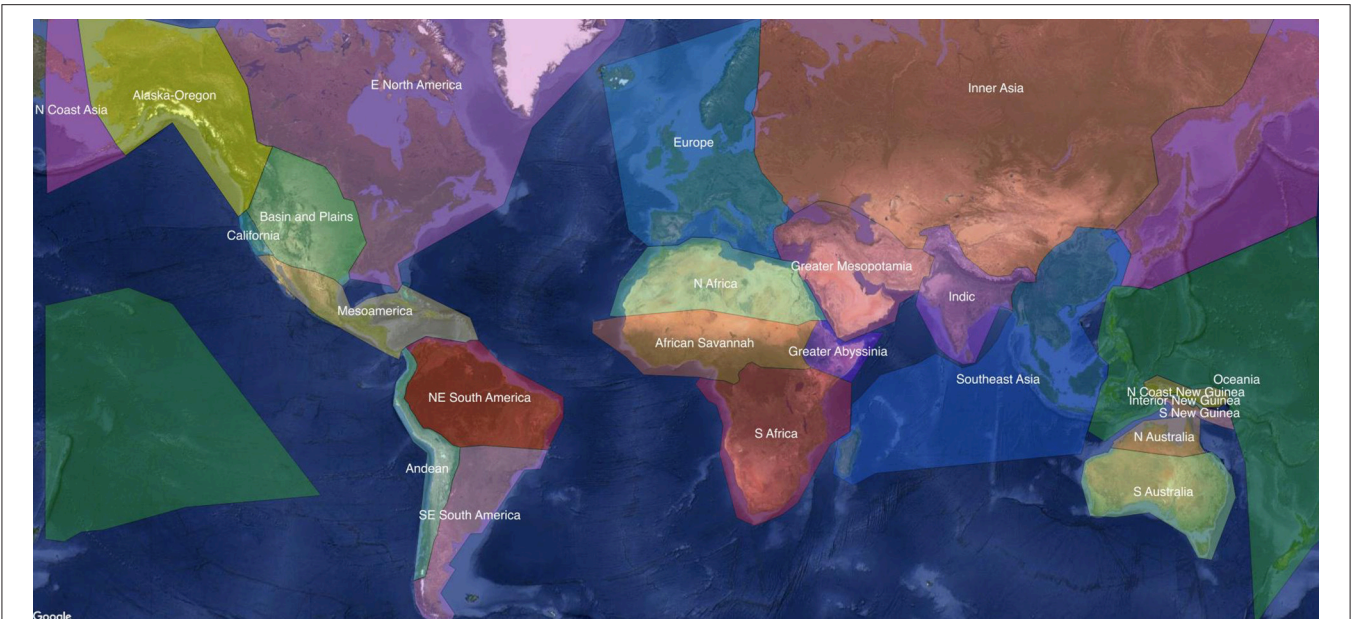 E North America
Inner Asia
Alaska-Oregon
N Coast Asia
Europe
Basin and Plains
California
Greater Mesopotamia
N Africa
Indic
Mesoamerica
African Savannah
Greater Abyssinia
Southeast Asia
Oceania
N Coast New Guinea
NE South America
Interior New Guinea
S New Guinea
S Africa
N Australia
Andean
S Australia
SE South America
Google